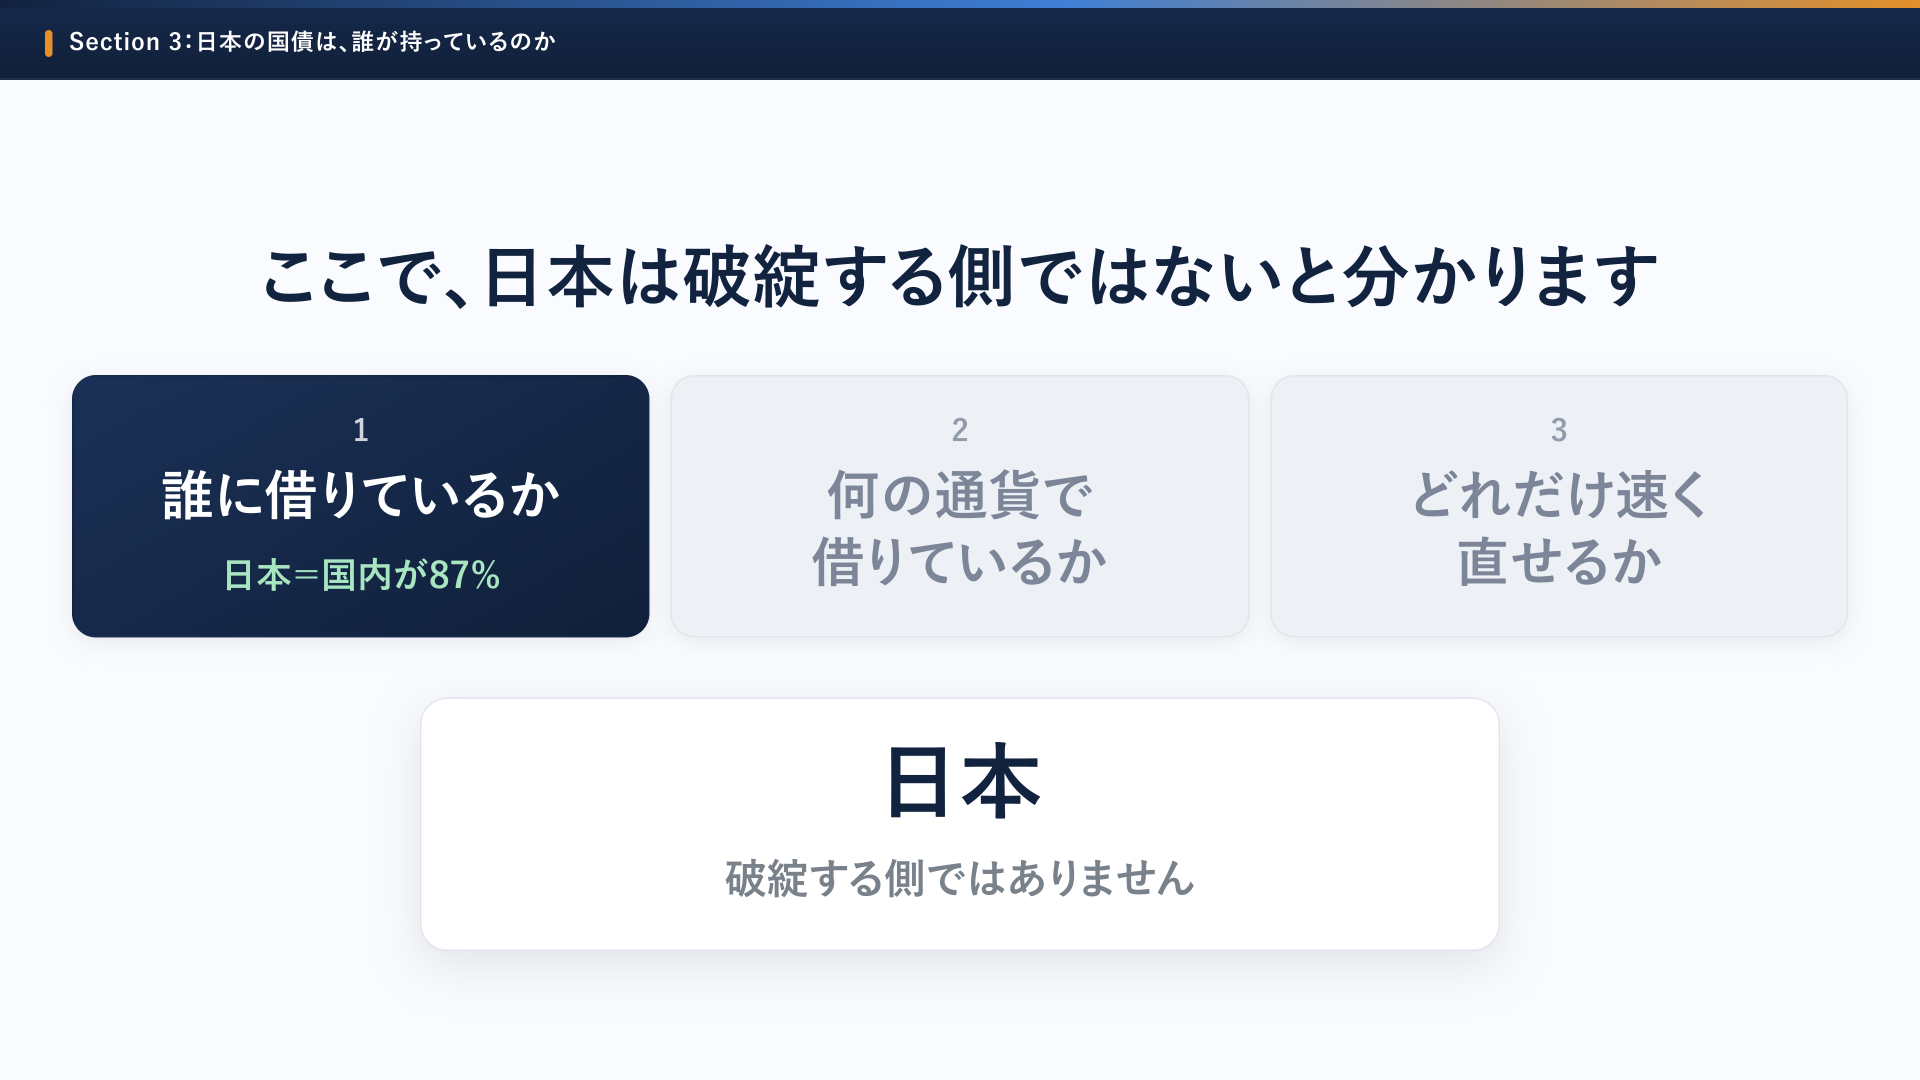 Section 3：日本の国債は、誰が持っているのか
ここで、日本は破綻する側ではないと分かります
1
誰に借りているか
日本＝国内が87%
2
何の通貨で
借りているか
3
どれだけ速く
直せるか
日本
破綻する側ではありません